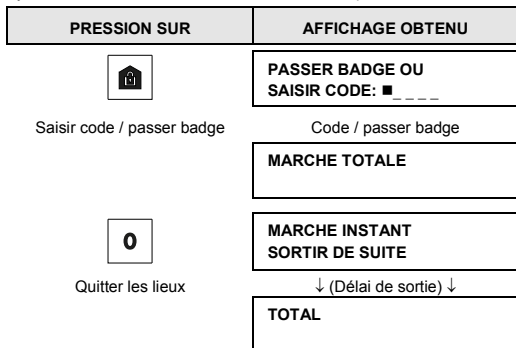 PRESSION SUR AFFICHAGE OBTENU
PASSER BADGE OU
SAISIR CODE: ■_ _ _ _
Saisir code / passer badge Code / passer badge
MARCHE TOTALE
0
MARCHE INSTANT
SORTIR DE SUITE
Quitter les lieux ↓ (Délai de sortie) ↓
TOTAL